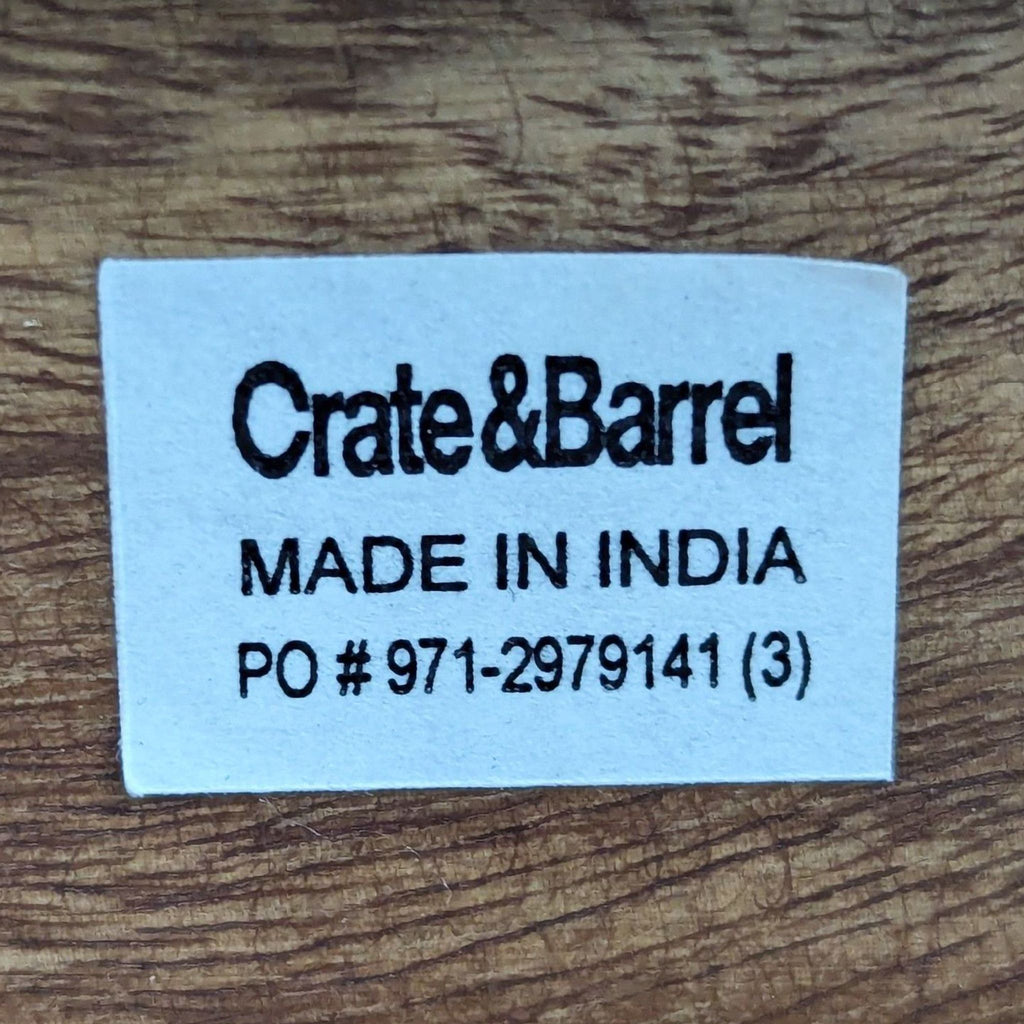 Crate&Barrel
MADE IN INDIA
PO # 971-2979141 (3)